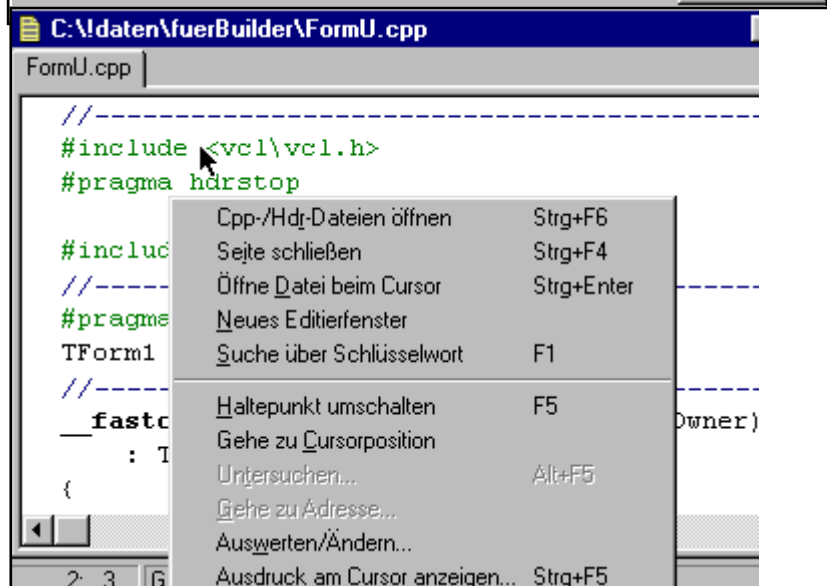 C:\!daten\fuerBuilder\FormU.cpp
FormU.cpp
//------------------------------------------------
#include <vcl\vcl.h>
#pragma hdrstop
#includ
//-----
#pragma
TForm1
//-----
__fastc
Owner)
: T
{
Cpp-/Hdr-Dateien öffnen Strg+F6
Seite schließen Strg+F4
Öffne Datei beim Cursor Strg+Enter
Neues Editierfenster
Suche über Schlüsselwort F1
Haltepunkt umschalten F5
Gehe zu Cursorposition
Untersuchen... Alt+F5
Gehe zu Adresse...
Auswerten/Ändern...
Ausdruck am Cursor anzeigen... Strg+F5
2: 3